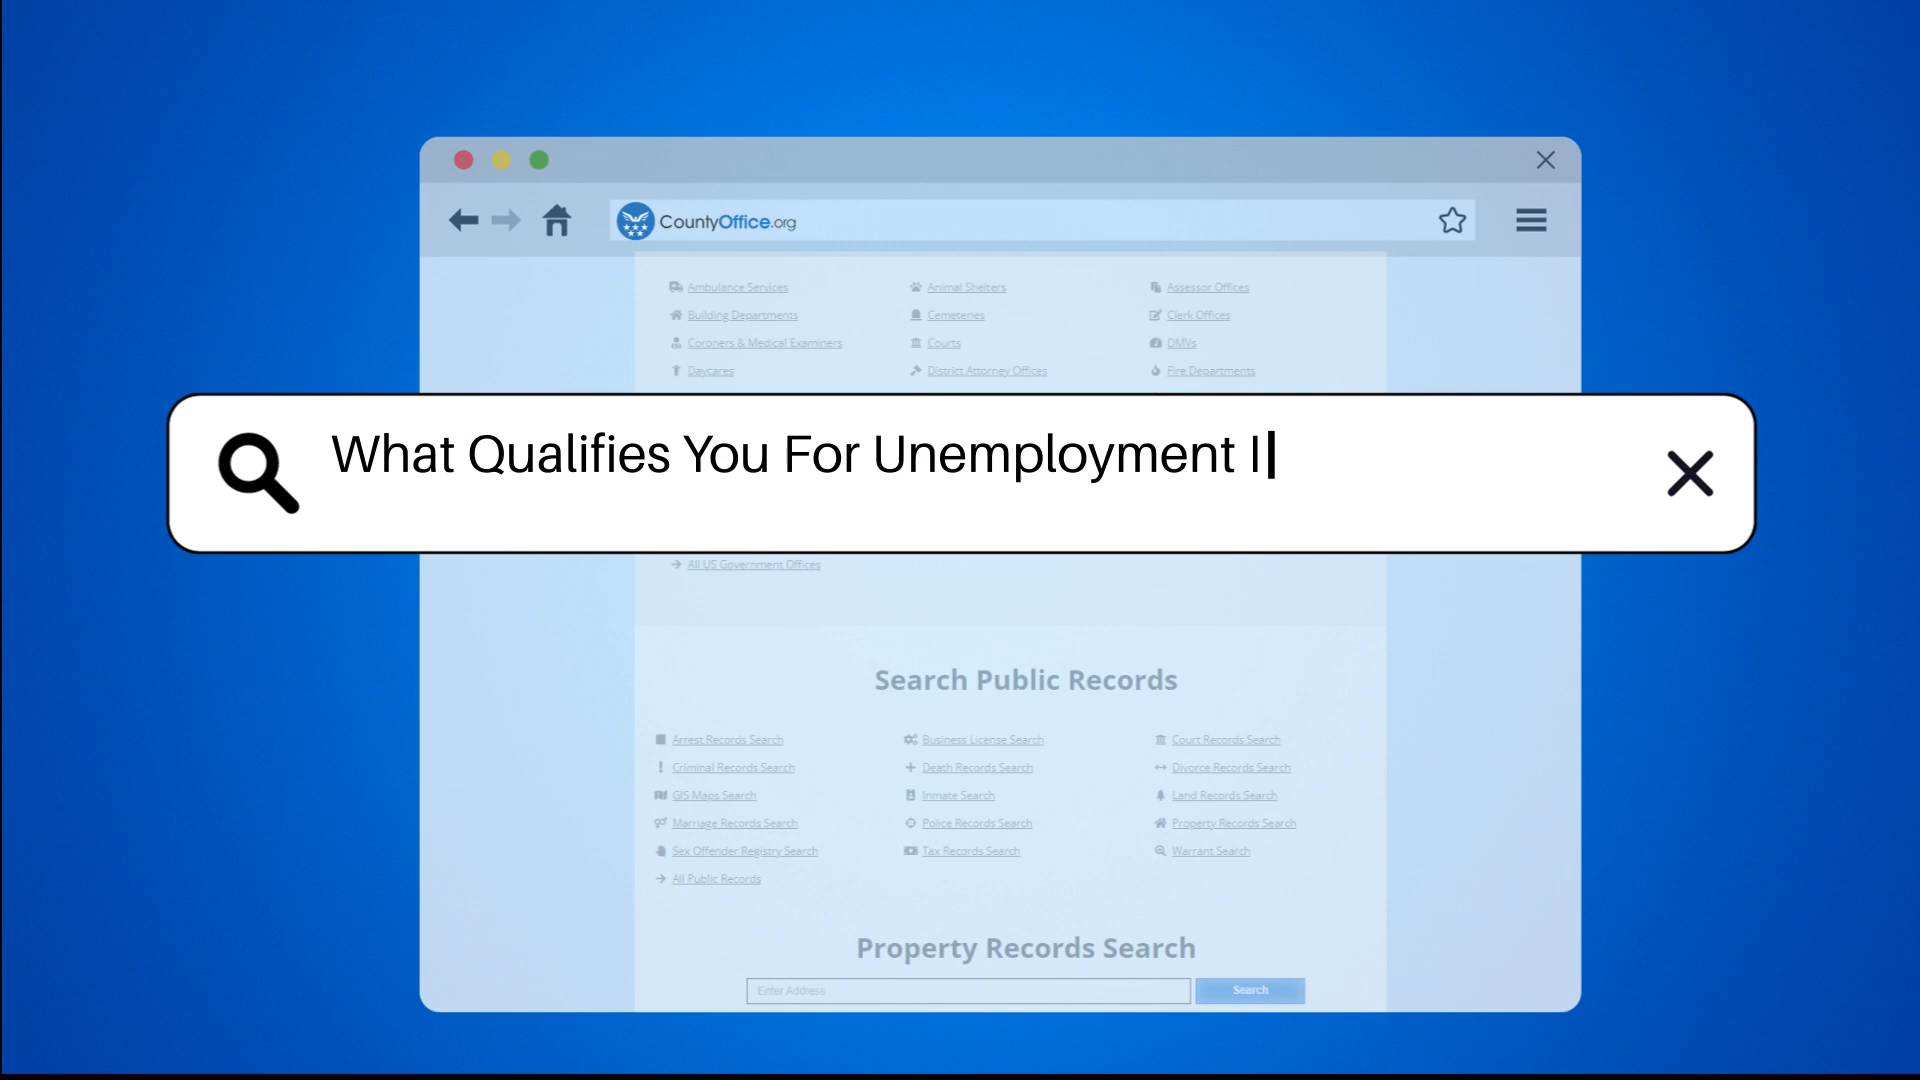 CountyOffice.org
Ambulance Services Animal Shelters Assessor Offices
Building Departments Cemeteries Clerk Offices
Coroners & Medical Examiners Courts DMVs
Daycares District Attorney Offices Fire Departments
What Qualifies You For Unemployment I
All US Government Offices
Search Public Records
Arrest Records Search Business License Search Court Records Search
Criminal Records Search Death Records Search Divorce Records Search
GIS Maps Search Inmate Search Land Records Search
Marriage Records Search Police Records Search Property Records Search
Sex Offender Registry Search Tax Records Search Warrant Search
All Public Records
Property Records Search
Enter Address Search